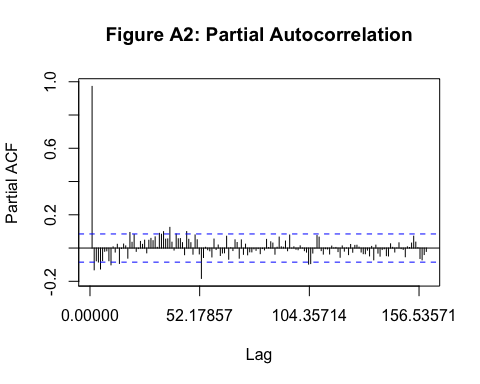 Figure A2: Partial Autocorrelation
Partial ACF
1.0
0.6
0.2
-0.2
0.00000 52.17857 104.35714 156.53571
Lag